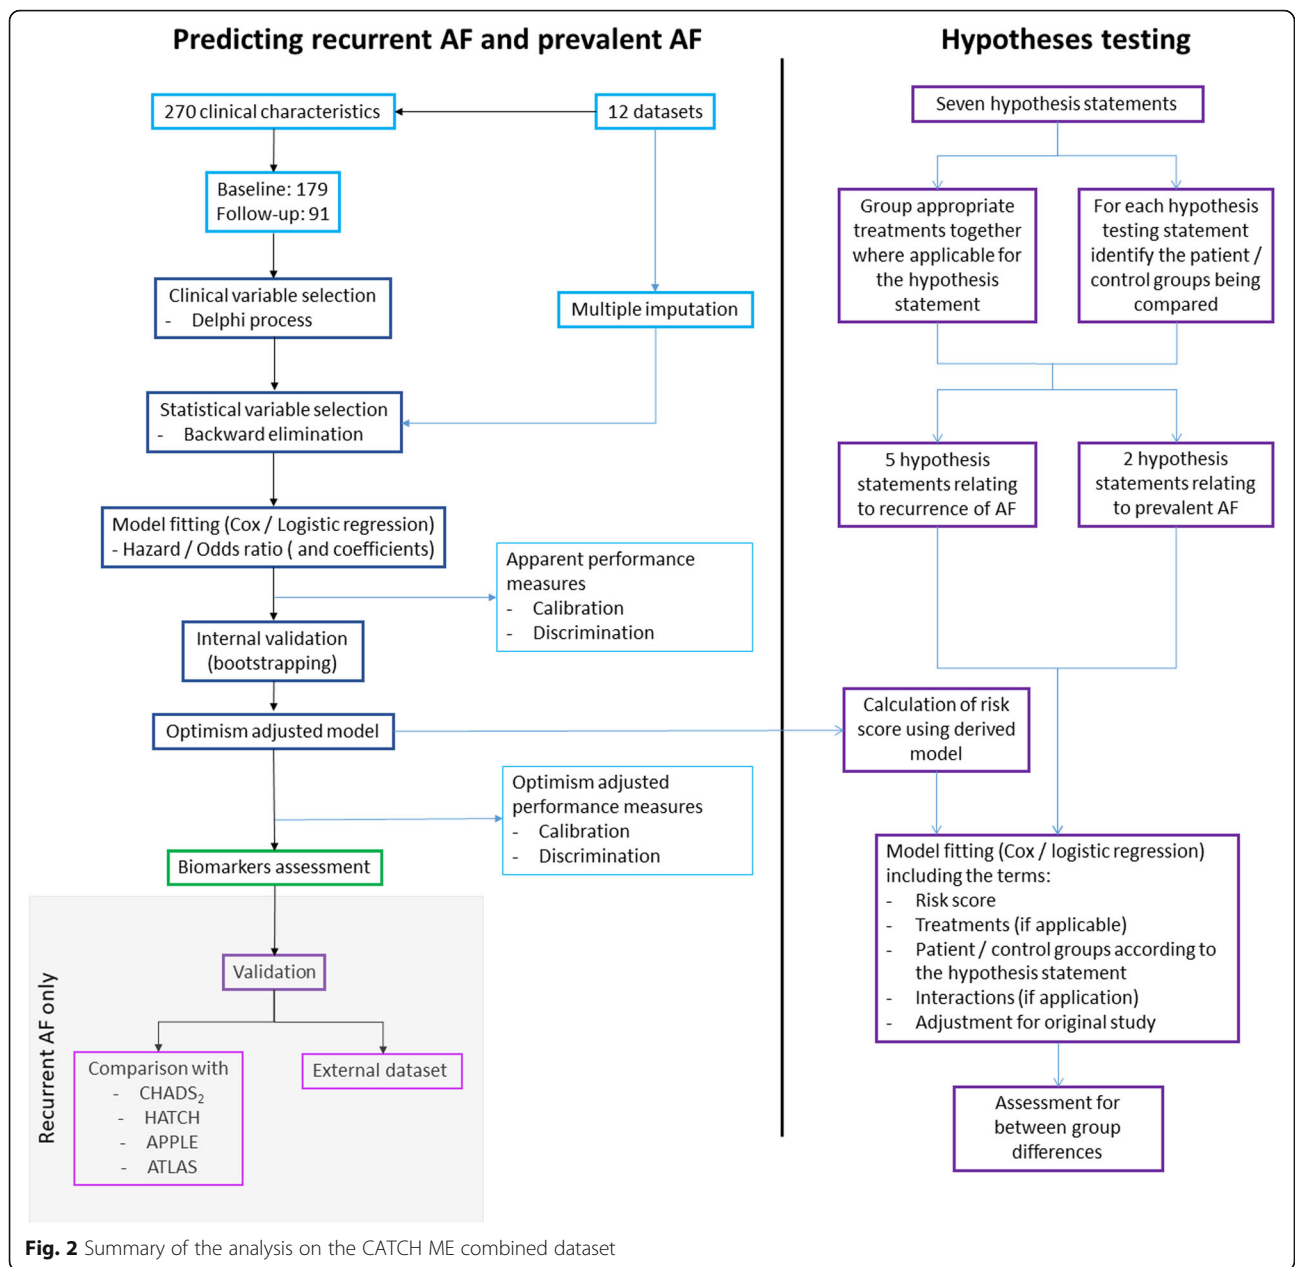 Predicting recurrent AF and prevalent AF
270 clinical characteristics
12 datasets
Baseline: 179
Follow-up: 91
Clinical variable selection
- Delphi process
Multiple imputation
Statistical variable selection
- Backward elimination
Model fitting (Cox / Logistic regression)
- Hazard / Odds ratio ( and coefficients)
Apparent performance
measures
- Calibration
- Discrimination
Internal validation
(bootstrapping)
Optimism adjusted model
Optimism adjusted
performance measures
- Calibration
- Discrimination
Biomarkers assessment
Recurrent AF only
Validation
Comparison with
- CHADS2
- HATCH
- APPLE
- ATLAS
External dataset
Hypotheses testing
Seven hypothesis statements
Group appropriate
treatments together
where applicable for
the hypothesis
statement
For each hypothesis
testing statement
identify the patient /
control groups being
compared
5 hypothesis
statements relating
to recurrence of AF
2 hypothesis
statements relating
to prevalent AF
Calculation of risk
score using derived
model
Model fitting (Cox / logistic regression)
including the terms:
- Risk score
- Treatments (if applicable)
- Patient / control groups according to
the hypothesis statement
- Interactions (if application)
- Adjustment for original study
Assessment for
between group
differences
Fig. 2 Summary of the analysis on the CATCH ME combined dataset